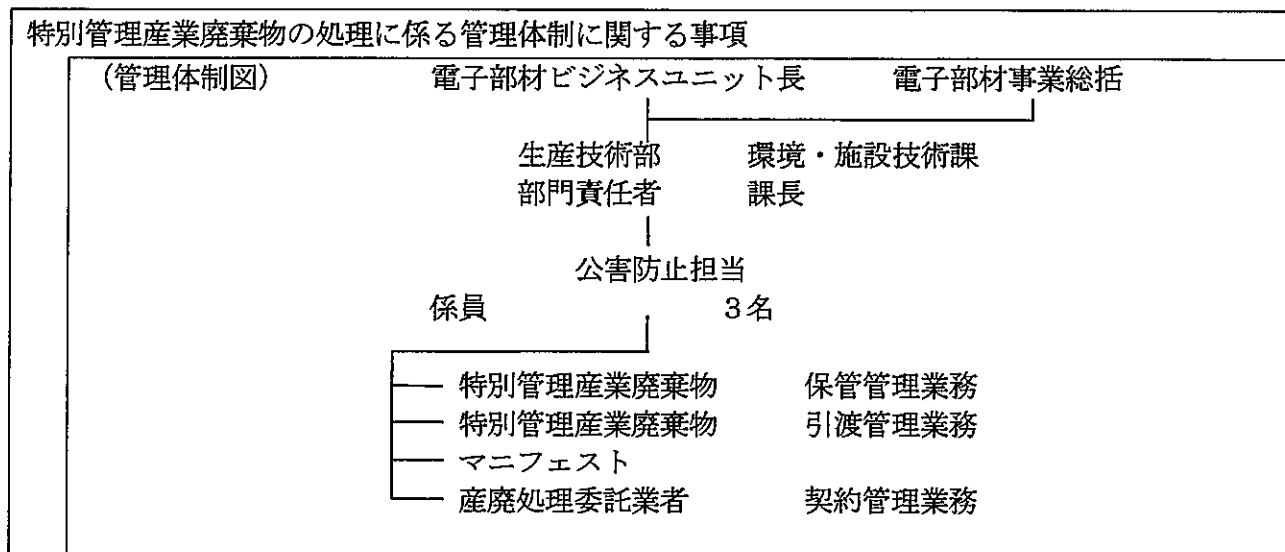 特別管理産業廃棄物の処理に係る管理体制に関する事項
（管理体制図） 電子部材ビジネスユニット長 電子部材事業総括
生産技術部 環境・施設技術課
部門責任者 課長
公害防止担当
係員 3名
特別管理産業廃棄物 保管管理業務
特別管理産業廃棄物 引渡管理業務
マニフェスト
産廃処理委託業者 契約管理業務